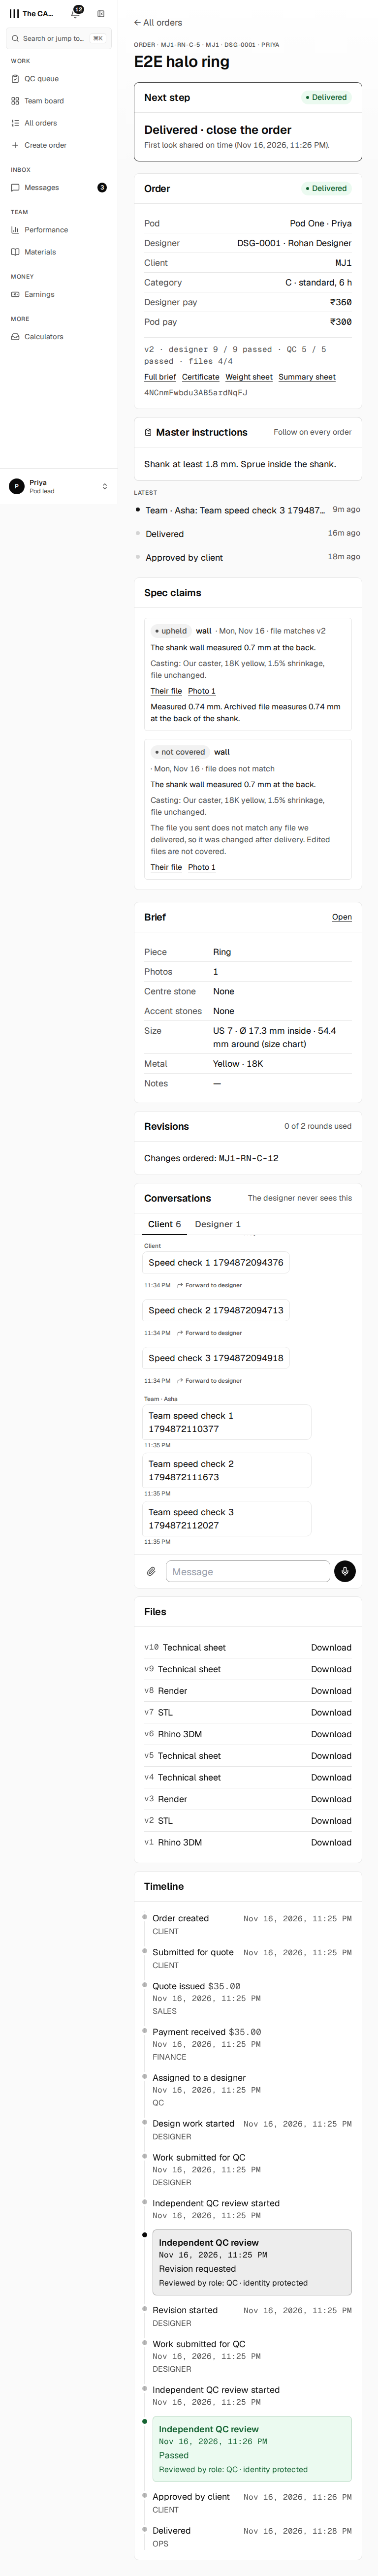 The CA...
12
Search or jump to...
⌘K
WORK
QC queue
Team board
All orders
Create order
INBOX
Messages
3
TEAM
Performance
Materials
MONEY
Earnings
MORE
Calculators
P
Priya
Pod lead
← All orders
ORDER · MJ1-RN-C-5 · MJ1 · DSG-0001 · PRIYA
E2E halo ring
Next step
Delivered
Delivered · close the order
First look shared on time (Nov 16, 2026, 11:26 PM).
Order
Delivered
Pod Pod One · Priya
Designer DSG-0001 · Rohan Designer
Client MJ1
Category C · standard, 6 h
Designer pay ₹360
Pod pay ₹300
v2 · designer 9 / 9 passed · QC 5 / 5
passed · files 4/4
Full brief Certificate Weight sheet Summary sheet
4NCnmFwbdu3AB5ardNqFJ
Master instructions
Follow on every order
Shank at least 1.8 mm. Sprue inside the shank.
LATEST
Team · Asha: Team speed check 3 179487... 9m ago
Delivered 16m ago
Approved by client 18m ago
Spec claims
upheld wall · Mon, Nov 16 · file matches v2
The shank wall measured 0.7 mm at the back.
Casting: Our caster, 18K yellow, 1.5% shrinkage,
file unchanged.
Their file Photo 1
Measured 0.74 mm. Archived file measures 0.74 mm
at the back of the shank.
not covered wall
· Mon, Nov 16 · file does not match
The shank wall measured 0.7 mm at the back.
Casting: Our caster, 18K yellow, 1.5% shrinkage,
file unchanged.
The file you sent does not match any file we
delivered, so it was changed after delivery. Edited
files are not covered.
Their file Photo 1
Brief
Open
Piece Ring
Photos 1
Centre stone None
Accent stones None
Size US 7 · Ø 17.3 mm inside · 54.4
mm around (size chart)
Metal Yellow · 18K
Notes —
Revisions
0 of 2 rounds used
Changes ordered: MJ1-RN-C-12
Conversations
The designer never sees this
Client 6 Designer 1
Client
Speed check 1 1794872094376
11:34 PM Forward to designer
Speed check 2 1794872094713
11:34 PM Forward to designer
Speed check 3 1794872094918
11:34 PM Forward to designer
Team · Asha
Team speed check 1
1794872110377
11:35 PM
Team speed check 2
1794872111673
11:35 PM
Team speed check 3
1794872112027
11:35 PM
Message
Files
v10 Technical sheet Download
v9 Technical sheet Download
v8 Render Download
v7 STL Download
v6 Rhino 3DM Download
v5 Technical sheet Download
v4 Technical sheet Download
v3 Render Download
v2 STL Download
v1 Rhino 3DM Download
Timeline
Order created Nov 16, 2026, 11:25 PM
CLIENT
Submitted for quote Nov 16, 2026, 11:25 PM
CLIENT
Quote issued $35.00
Nov 16, 2026, 11:25 PM
SALES
Payment received $35.00
Nov 16, 2026, 11:25 PM
FINANCE
Assigned to a designer
Nov 16, 2026, 11:25 PM
QC
Design work started Nov 16, 2026, 11:25 PM
DESIGNER
Work submitted for QC
Nov 16, 2026, 11:25 PM
DESIGNER
Independent QC review started
Nov 16, 2026, 11:25 PM
Independent QC review
Nov 16, 2026, 11:25 PM
Revision requested
Reviewed by role: QC · identity protected
Revision started Nov 16, 2026, 11:25 PM
DESIGNER
Work submitted for QC
Nov 16, 2026, 11:25 PM
DESIGNER
Independent QC review started
Nov 16, 2026, 11:25 PM
Independent QC review
Nov 16, 2026, 11:26 PM
Passed
Reviewed by role: QC · identity protected
Approved by client Nov 16, 2026, 11:26 PM
CLIENT
Delivered Nov 16, 2026, 11:28 PM
OPS